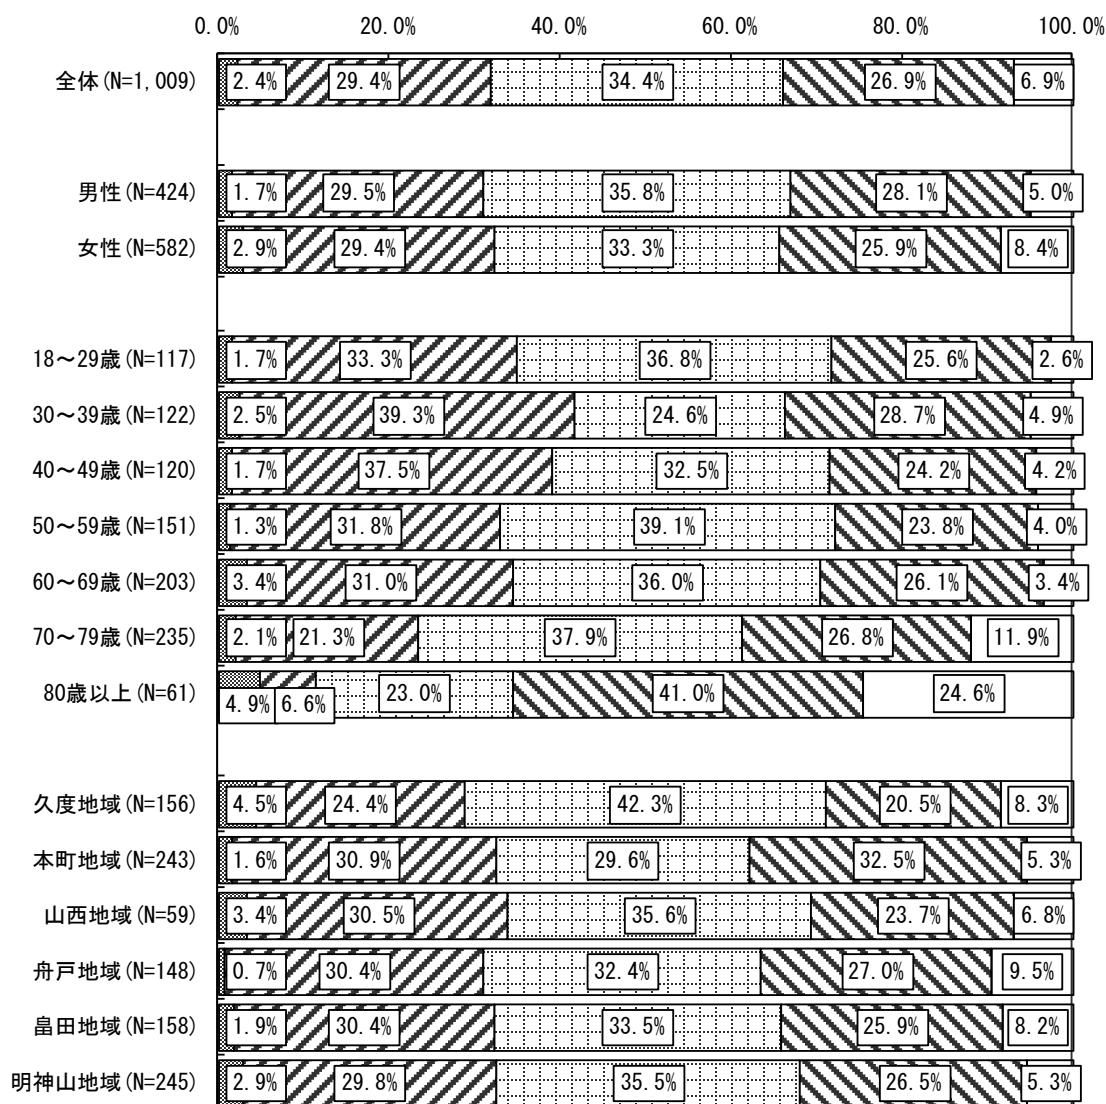 0.0% 20.0% 40.0% 60.0% 80.0% 100.0%
全体(N=1,009) 2.4% 29.4% 34.4% 26.9% 6.9%
男性(N=424) 1.7% 29.5% 35.8% 28.1% 5.0%
女性(N=582) 2.9% 29.4% 33.3% 25.9% 8.4%
18～29歳(N=117) 1.7% 33.3% 36.8% 25.6% 2.6%
30～39歳(N=122) 2.5% 39.3% 24.6% 28.7% 4.9%
40～49歳(N=120) 1.7% 37.5% 32.5% 24.2% 4.2%
50～59歳(N=151) 1.3% 31.8% 39.1% 23.8% 4.0%
60～69歳(N=203) 3.4% 31.0% 36.0% 26.1% 3.4%
70～79歳(N=235) 2.1% 21.3% 37.9% 26.8% 11.9%
80歳以上(N=61) 4.9% 6.6% 23.0% 41.0% 24.6%
久度地域(N=156) 4.5% 24.4% 42.3% 20.5% 8.3%
本町地域(N=243) 1.6% 30.9% 29.6% 32.5% 5.3%
山西地域(N=59) 3.4% 30.5% 35.6% 23.7% 6.8%
舟戸地域(N=148) 0.7% 30.4% 32.4% 27.0% 9.5%
畠田地域(N=158) 1.9% 30.4% 33.5% 25.9% 8.2%
明神山地域(N=245) 2.9% 29.8% 35.5% 26.5% 5.3%